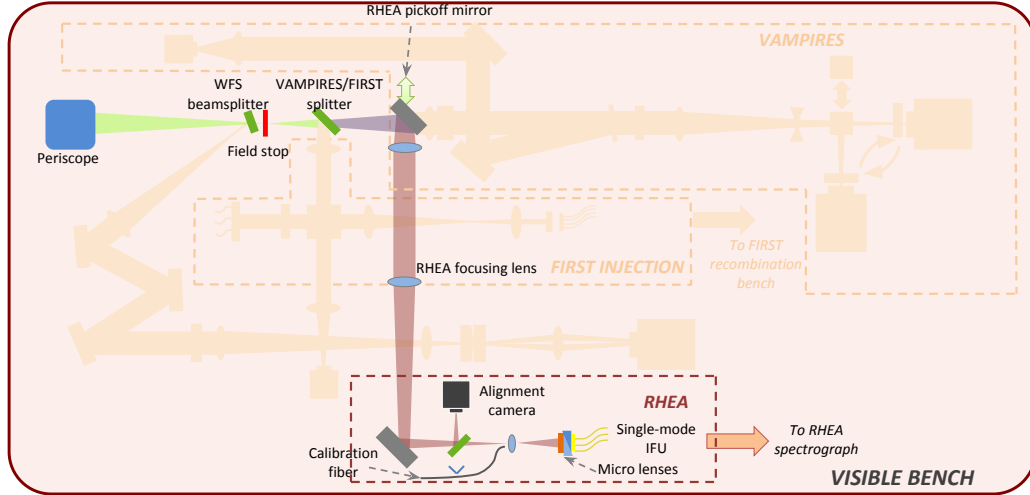 RHEA pickoff mirror
VAMPIRES
WFS
beamsplitter
VAMPIRES/FIRST
splitter
Periscope
Field stop
To FIRST
recombination
bench
RHEA focusing lens
FIRST INJECTION
Alignment
camera
RHEA
Single-mode
IFU
To RHEA
spectrograph
Calibration
fiber
Micro lenses
VISIBLE BENCH